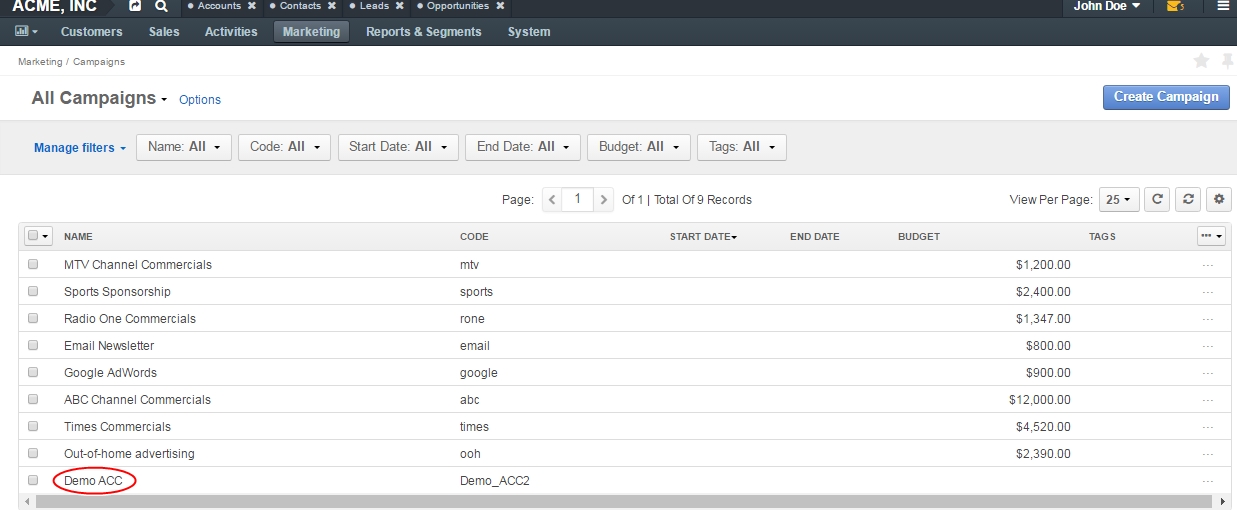 ACME, INC Accounts × Contacts × Leads × Opportunities × John Doe 5
Customers Sales Activities Marketing Reports & Segments System
Marketing / Campaigns
All Campaigns Options Create Campaign
Manage filters Name: All Code: All Start Date: All End Date: All Budget: All Tags: All
Page: 1 Of 1 | Total Of 9 Records View Per Page: 25
NAME CODE START DATE END DATE BUDGET TAGS ...
MTV Channel Commercials mtv $1,200.00 ...
Sports Sponsorship sports $2,400.00 ...
Radio One Commercials rone $1,347.00 ...
Email Newsletter email $800.00 ...
Google AdWords google $900.00 ...
ABC Channel Commercials abc $12,000.00 ...
Times Commercials times $4,520.00 ...
Out-of-home advertising ooh $2,390.00 ...
Demo ACC Demo_ACC2 ...